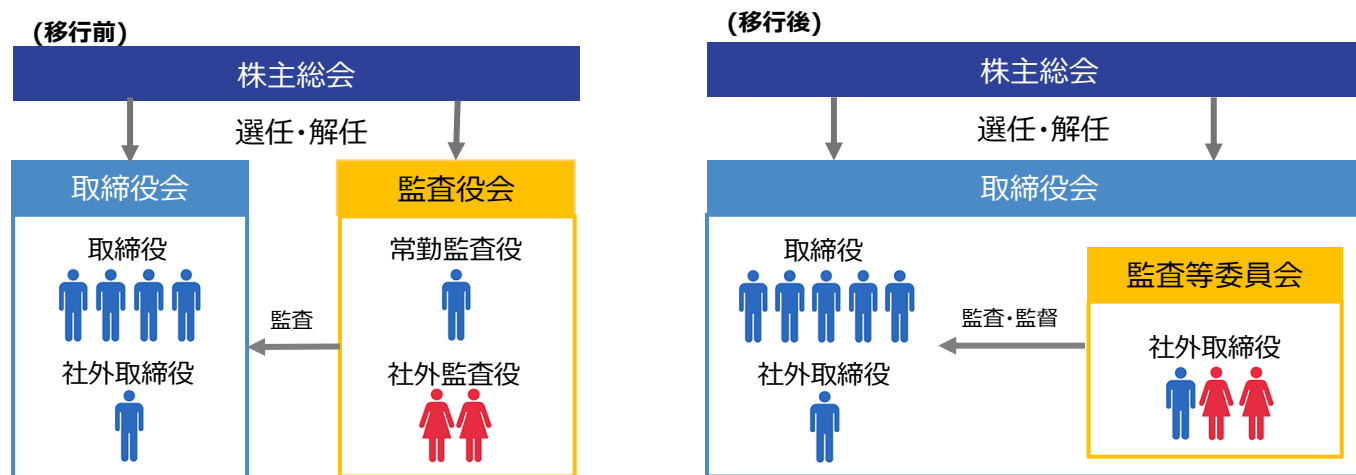 (移行前)
株主総会
選任・解任
取締役会
取締役
社外取締役
監査
監査役会
常勤監査役
社外監査役
(移行後)
株主総会
選任・解任
取締役会
取締役
社外取締役
監査・監督
監査等委員会
社外取締役